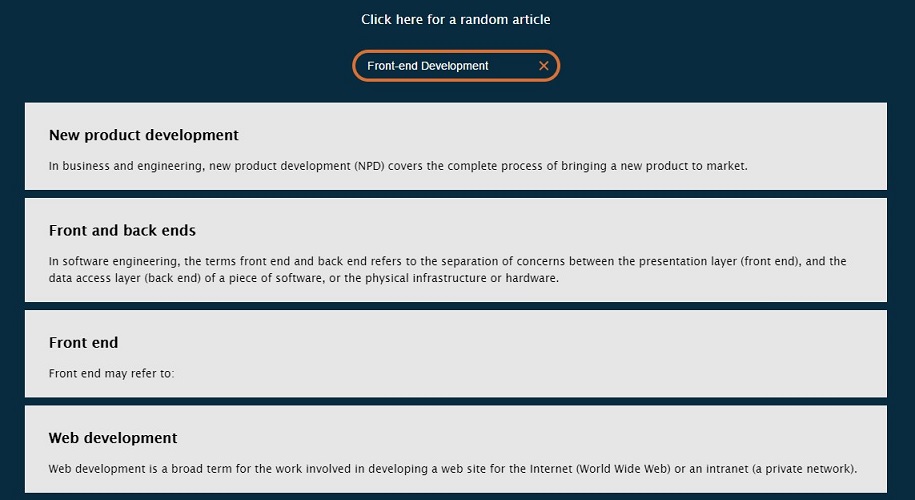 Click here for a random article
Front-end Development
New product development
In business and engineering, new product development (NPD) covers the complete process of bringing a new product to market.
Front and back ends
In software engineering, the terms front end and back end refers to the separation of concerns between the presentation layer (front end), and the
data access layer (back end) of a piece of software, or the physical infrastructure or hardware.
Front end
Front end may refer to:
Web development
Web development is a broad term for the work involved in developing a web site for the Internet (World Wide Web) or an intranet (a private network).